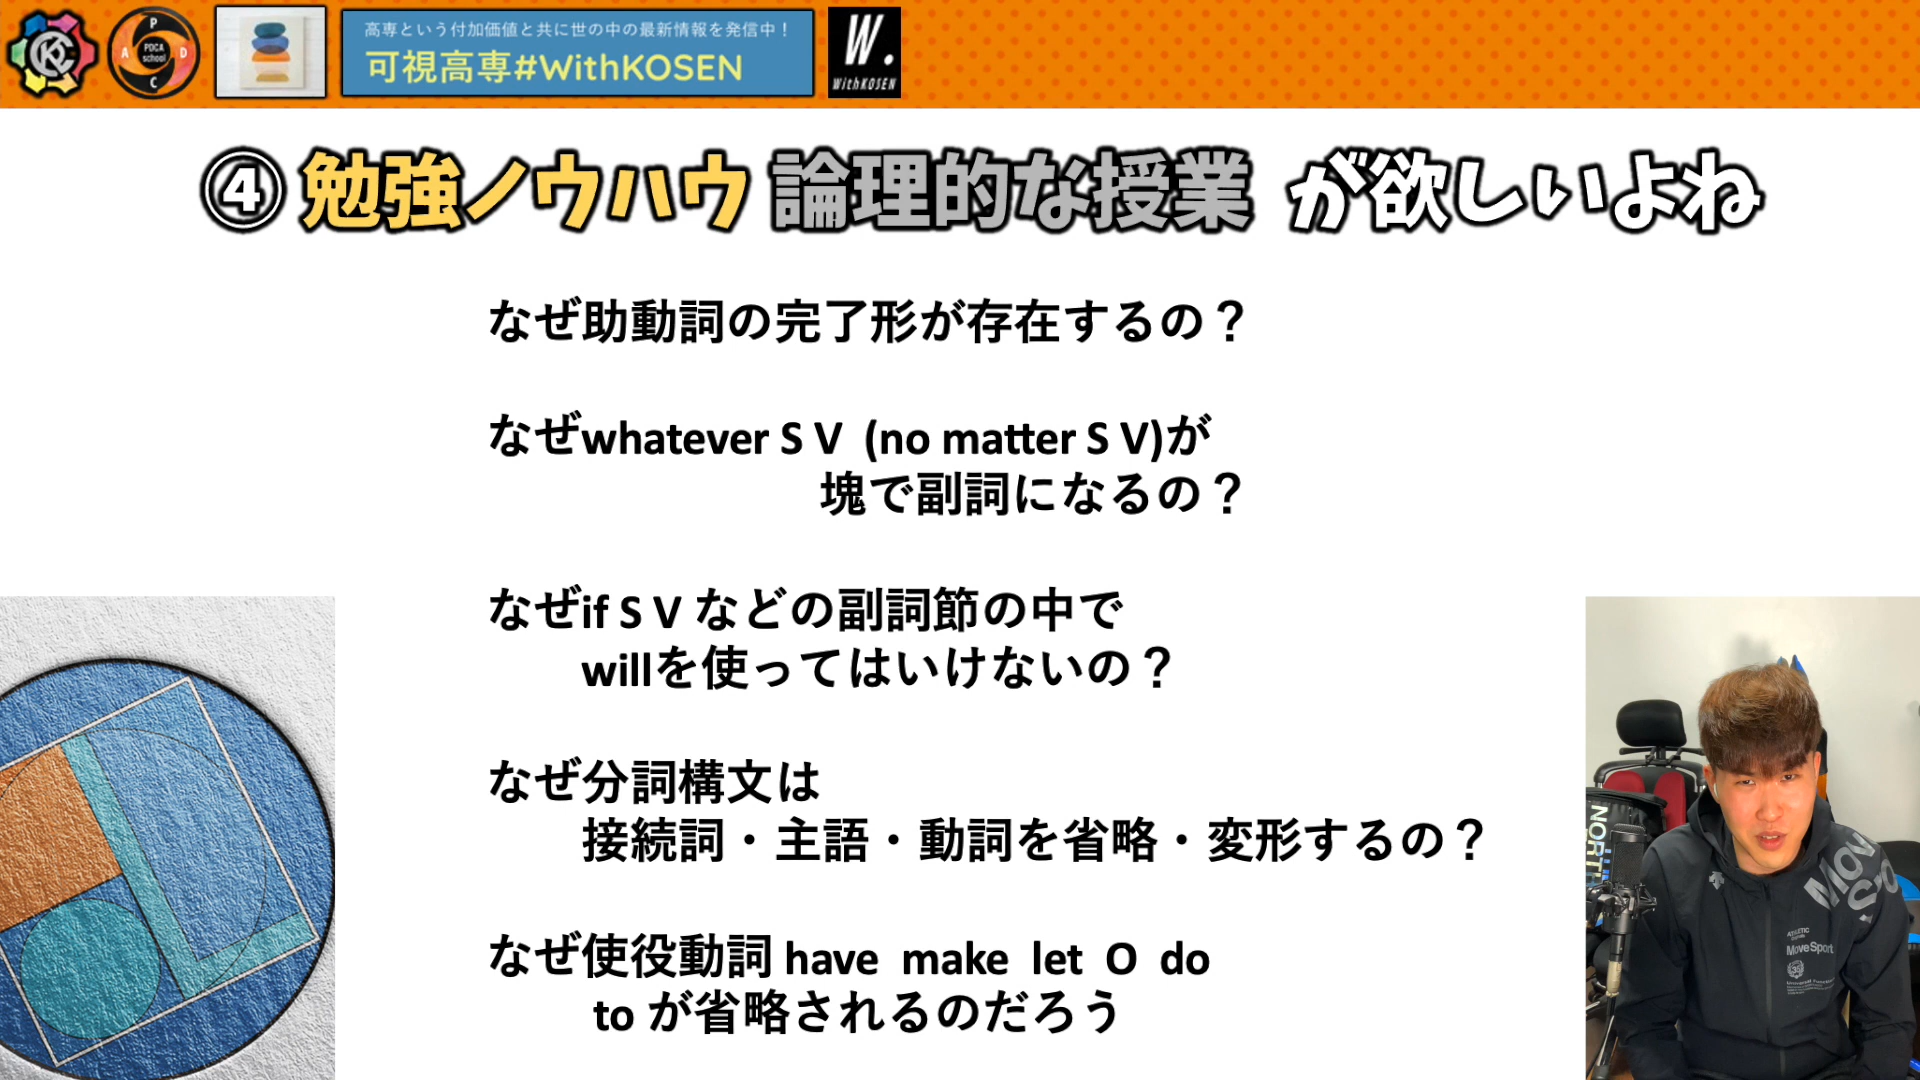 P
A
D
C
PDCA
school
KC
高専という付加価値と共に世の中の最新情報を発信中！
可視高専#WithKOSEN
W.
WithKOSEN
④ 勉強ノウハウ 論理的な授業 が欲しいよね
なぜ助動詞の完了形が存在するの？
なぜwhatever S V (no matter S V)が
塊で副詞になるの？
なぜif S V などの副詞節の中で
willを使ってはいけないの？
なぜ分詞構文は
接続詞・主語・動詞を省略・変形するの？
なぜ使役動詞 have make let O do
to が省略されるのだろう
MOVE
SPO
ATHLETIC
MoveSport